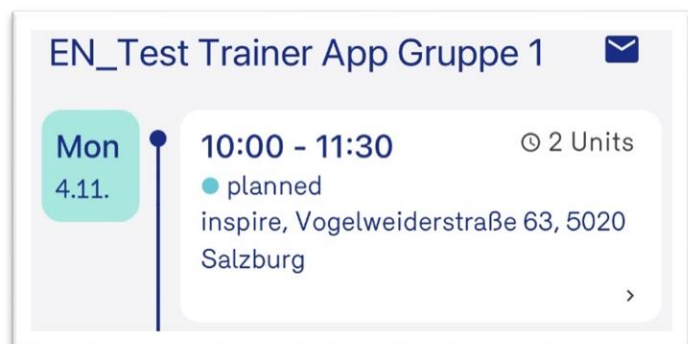 EN_Test Trainer App Gruppe 1
Mon
4.11.
10:00 - 11:30
2 Units
planned
inspire, Vogelweiderstraße 63, 5020
Salzburg